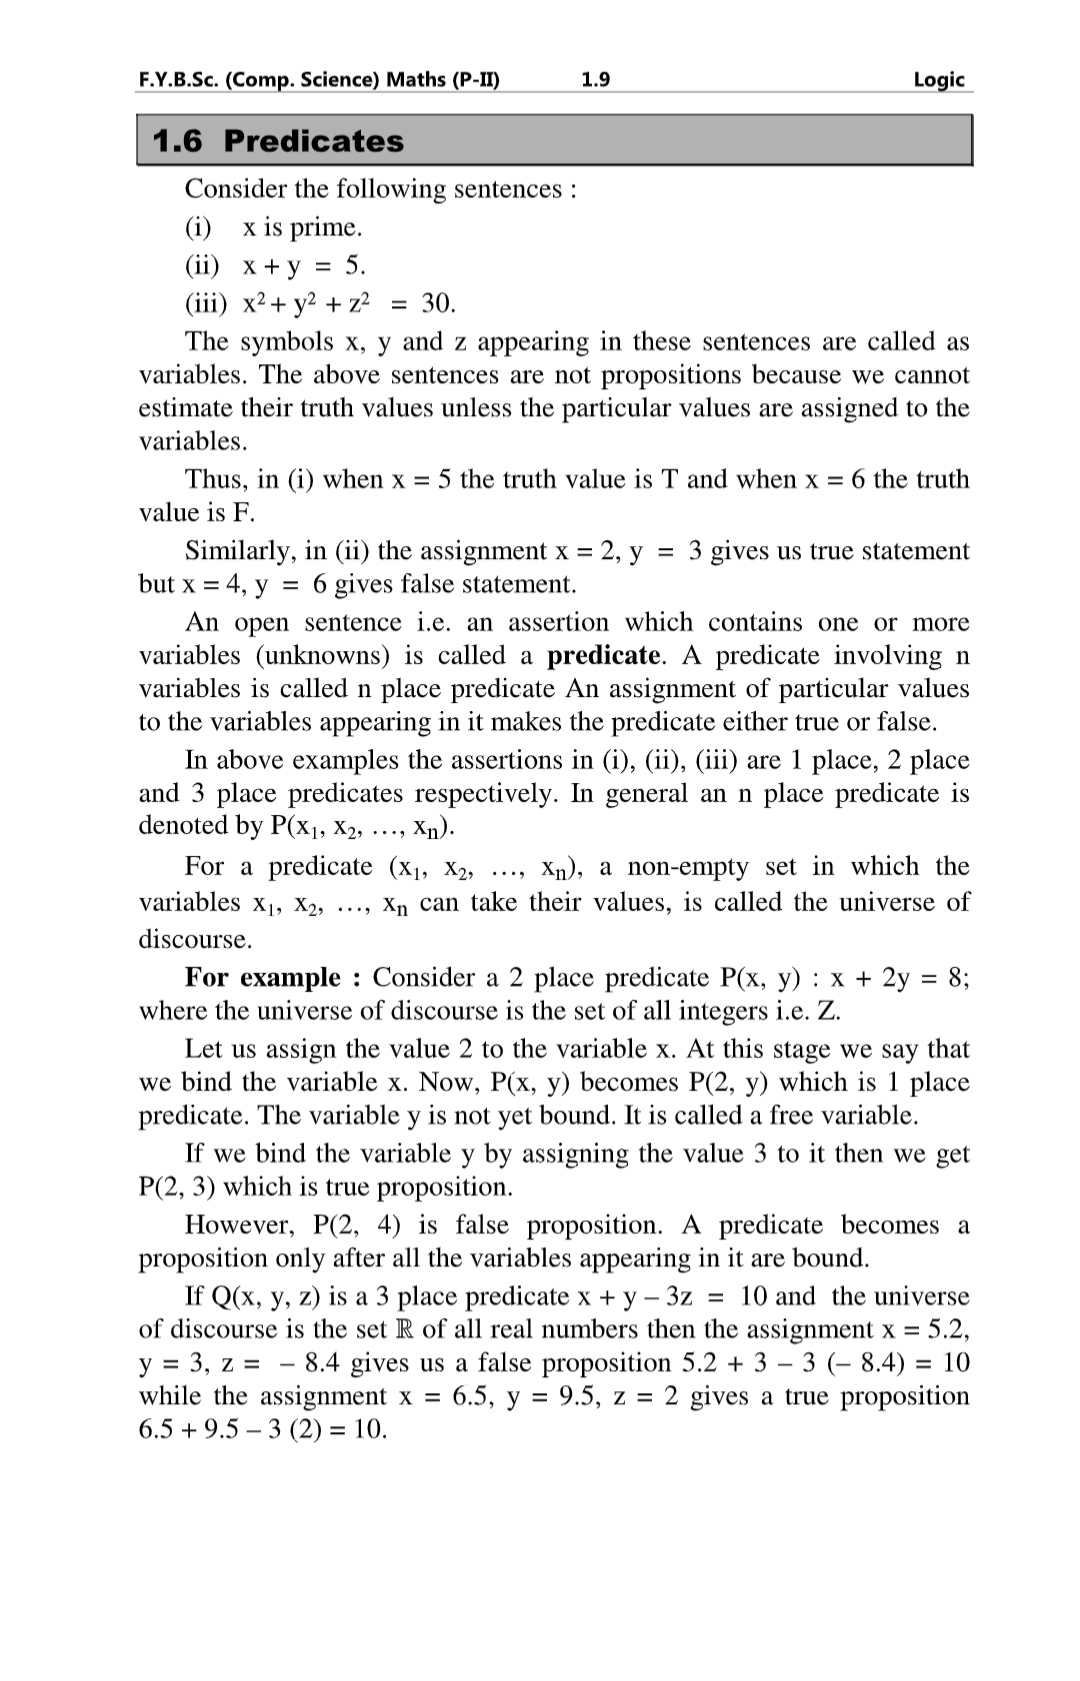 F.Y.B.Sc. (Comp. Science) Maths (P-II) 1.9 Logic
1.6 Predicates
Consider the following sentences :
(i) x is prime.
(ii) x + y = 5.
(iii) x² + y² + z² = 30.
The symbols x, y and z appearing in these sentences are called as
variables. The above sentences are not propositions because we cannot
estimate their truth values unless the particular values are assigned to the
variables.
Thus, in (i) when x = 5 the truth value is T and when x = 6 the truth
value is F.
Similarly, in (ii) the assignment x = 2, y = 3 gives us true statement
but x = 4, y = 6 gives false statement.
An open sentence i.e. an assertion which contains one or more
variables (unknowns) is called a predicate. A predicate involving n
variables is called n place predicate An assignment of particular values
to the variables appearing in it makes the predicate either true or false.
In above examples the assertions in (i), (ii), (iii) are 1 place, 2 place
and 3 place predicates respectively. In general an n place predicate is
denoted by P(x₁, x₂, …, xₙ).
For a predicate (x₁, x₂, …, xₙ), a non-empty set in which the
variables x₁, x₂, …, xₙ can take their values, is called the universe of
discourse.
For example : Consider a 2 place predicate P(x, y) : x + 2y = 8;
where the universe of discourse is the set of all integers i.e. Z.
Let us assign the value 2 to the variable x. At this stage we say that
we bind the variable x. Now, P(x, y) becomes P(2, y) which is 1 place
predicate. The variable y is not yet bound. It is called a free variable.
If we bind the variable y by assigning the value 3 to it then we get
P(2, 3) which is true proposition.
However, P(2, 4) is false proposition. A predicate becomes a
proposition only after all the variables appearing in it are bound.
If Q(x, y, z) is a 3 place predicate x + y – 3z = 10 and the universe
of discourse is the set ℝ of all real numbers then the assignment x = 5.2,
y = 3, z = – 8.4 gives us a false proposition 5.2 + 3 – 3 (– 8.4) = 10
while the assignment x = 6.5, y = 9.5, z = 2 gives a true proposition
6.5 + 9.5 – 3 (2) = 10.